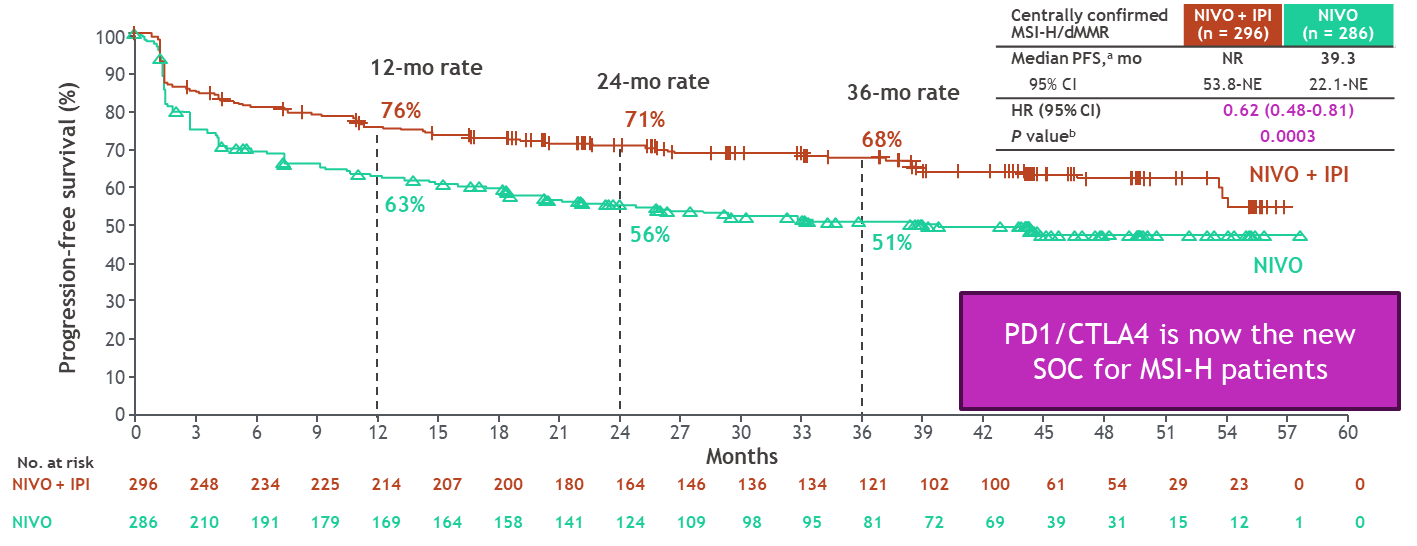 Centrally confirmed MSI-H/dMMR NIVO + IPI (n = 296) NIVO (n = 286)
Median PFS,ᵃ mo NR 39.3
95% CI 53.8-NE 22.1-NE
HR (95% CI) 0.62 (0.48-0.81)
P valueᵇ 0.0003
Progression-free survival (%)
100
90
80
70
60
50
40
30
20
10
0
12-mo rate
76%
63%
24-mo rate
71%
56%
36-mo rate
68%
51%
NIVO + IPI
NIVO
PD1/CTLA4 is now the new
SOC for MSI-H patients
0 3 6 9 12 15 18 21 24 27 30 33 36 39 42 45 48 51 54 57 60
Months
No. at risk
NIVO + IPI 296 248 234 225 214 207 200 180 164 146 136 134 121 102 100 61 54 29 23 0 0
NIVO 286 210 191 179 169 164 158 141 124 109 98 95 81 72 69 39 31 15 12 1 0